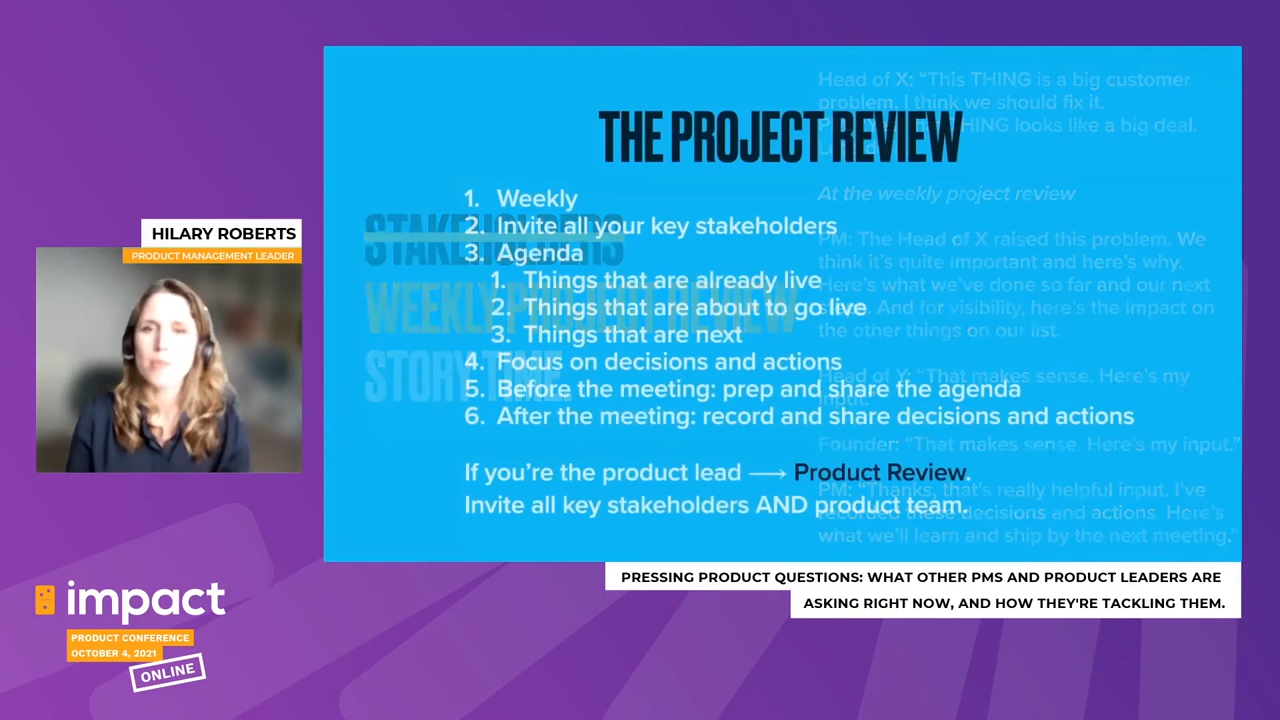 HILARY ROBERTS
PRODUCT MANAGEMENT LEADER
THE PROJECT REVIEW
1. Weekly
2. Invite all your key stakeholders
3. Agenda
1. Things that are already live
2. Things that are about to go live
3. Things that are next
4. Focus on decisions and actions
5. Before the meeting: prep and share the agenda
6. After the meeting: record and share decisions and actions
If you're the product lead → Product Review.
Invite all key stakeholders AND product team.
STAKEHOLDERS
WEEKLY PROJECT REVIEW
STORY TIME
Head of X: “This THING is a big customer
problem. I think we should fix it.
THING looks like a big deal.
At the weekly project review
PM: The Head of X raised this problem. We
think it's quite important and here's why.
Here's what we've done so far and our next
And for visibility, here's the impact on
the other things on our list.
Head of Y: “That makes sense. Here's my
input.”
Founder: “That makes sense. Here's my input.”
PM: “Thanks, that's really helpful input. I've
recorded these decisions and actions. Here's
what we'll learn and ship by the next meeting.”
PRESSING PRODUCT QUESTIONS: WHAT OTHER PMS AND PRODUCT LEADERS ARE
ASKING RIGHT NOW, AND HOW THEY'RE TACKLING THEM.
impact
PRODUCT CONFERENCE
OCTOBER 4, 2021
ONLINE